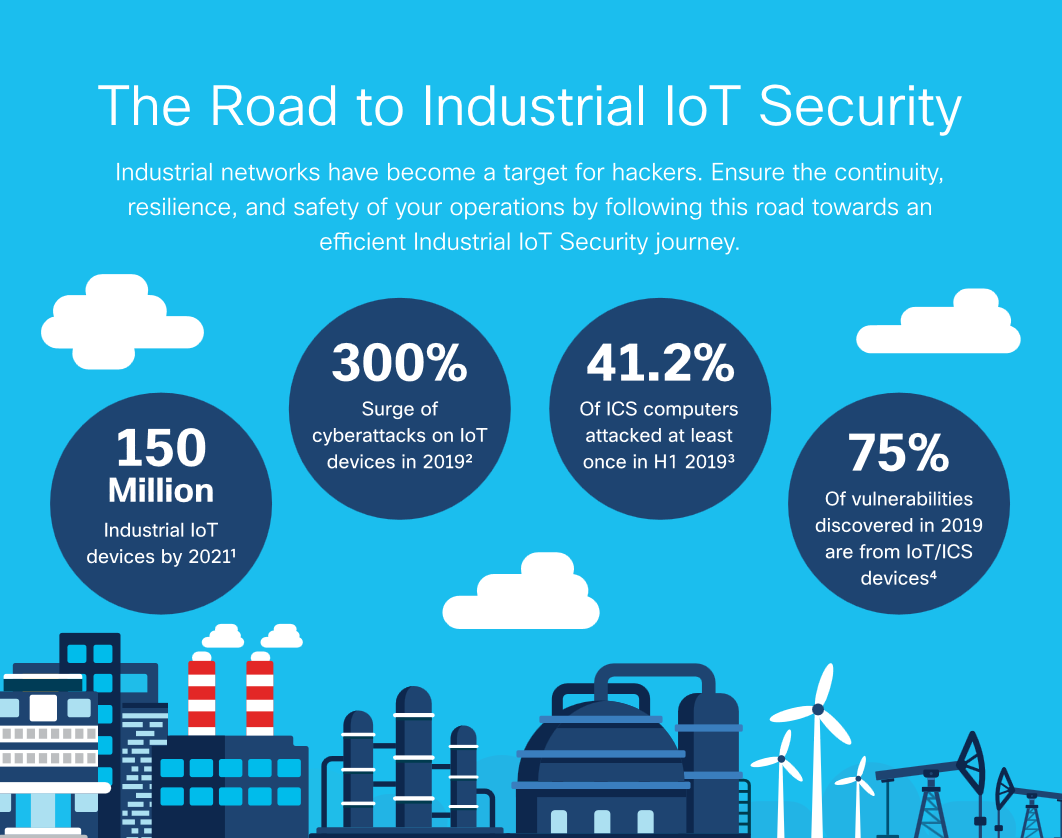 The Road to Industrial IoT Security
Industrial networks have become a target for hackers. Ensure the continuity,
resilience, and safety of your operations by following this road towards an
efficient Industrial IoT Security journey.
150
Million
Industrial IoT
devices by 2021¹
300%
Surge of
cyberattacks on IoT
devices in 2019²
41.2%
Of ICS computers
attacked at least
once in H1 2019³
75%
Of vulnerabilities
discovered in 2019
are from IoT/ICS
devices⁴